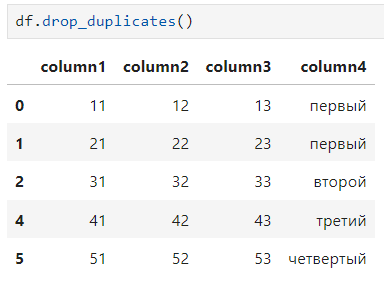 df.drop_duplicates()
column1 column2 column3 column4
0 11 12 13 первый
1 21 22 23 первый
2 31 32 33 второй
4 41 42 43 третий
5 51 52 53 четвертый